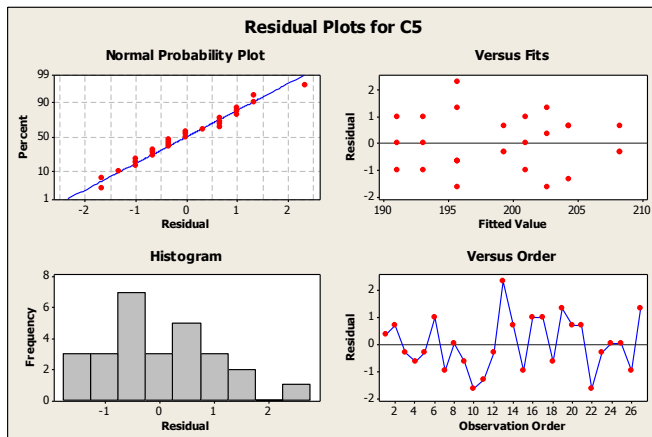 Residual Plots for C5
Normal Probability Plot
99
90
50
10
1
Percent
-2 -1 0 1 2
Residual
Versus Fits
2
1
0
-1
-2
Residual
190 195 200 205 210
Fitted Value
Histogram
8
6
4
2
0
Frequency
-1 0 1 2
Residual
Versus Order
2
1
0
-1
-2
Residual
2 4 6 8 10 12 14 16 18 20 22 24 26
Observation Order